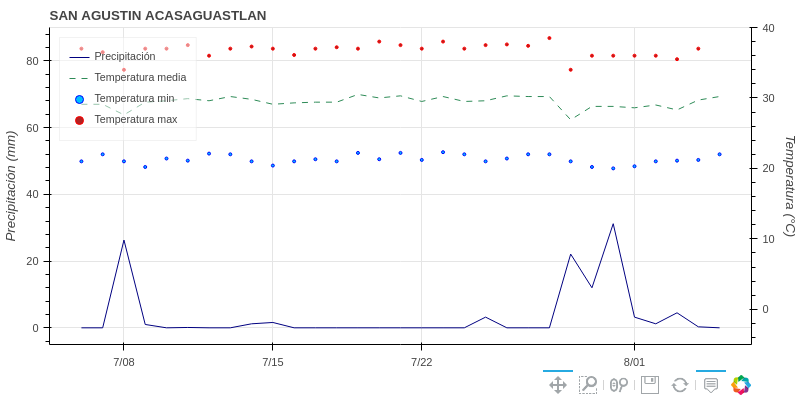 SAN AGUSTIN ACASAGUASTLAN
Precipitación
Temperatura media
Temperatura min
Temperatura max
Precipitación (mm)
80
60
40
20
0
Temperatura (°C)
40
30
20
10
0
7/08
7/15
7/22
8/01